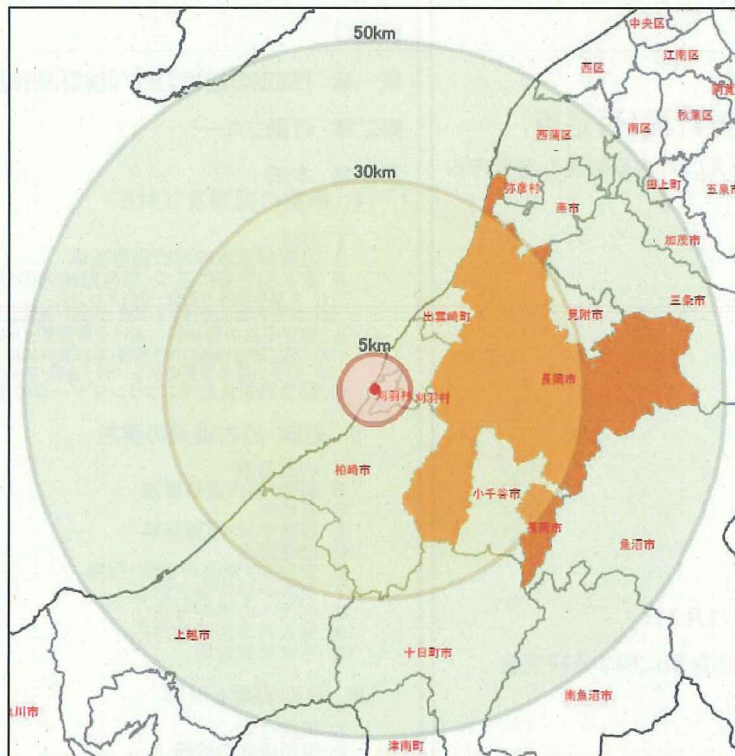 50km
中央区
江南区
西区
南区
秋葉区
西蒲区
30km
田上町
五泉市
弥彦村
燕市
加茂市
三条市
出雲崎町
見附市
5km
長岡市
刈羽村
刈羽村
柏崎市
小千谷市
長岡市
魚沼市
上越市
十日町市
南魚沼市
川市
津南町